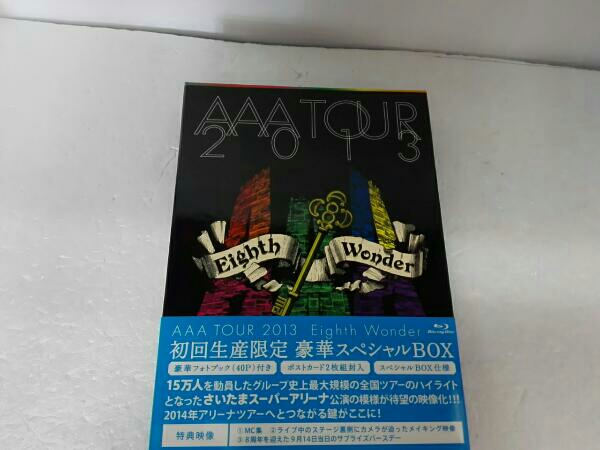 AAA TOUR
2013
Eighth Wonder
AAA TOUR 2013 Eighth Wonder
Blu-ray Disc
初回生産限定 豪華スペシャルBOX
豪華フォトブック(40P)付き ポストカード2枚組封入 スペシャルBOX仕様
15万人を動員したグループ史上最大規模の全国ツアーのハイライト
となったさいたまスーパーアリーナ公演の模様が待望の映像化!!!
2014年アリーナツアーへとつながる鍵がここに!
特典映像 ①MC集 ②ライブ中のステージ裏側にカメラが迫ったメイキング映像
③8周年を迎えた9月14日当日のサプライズバースデー